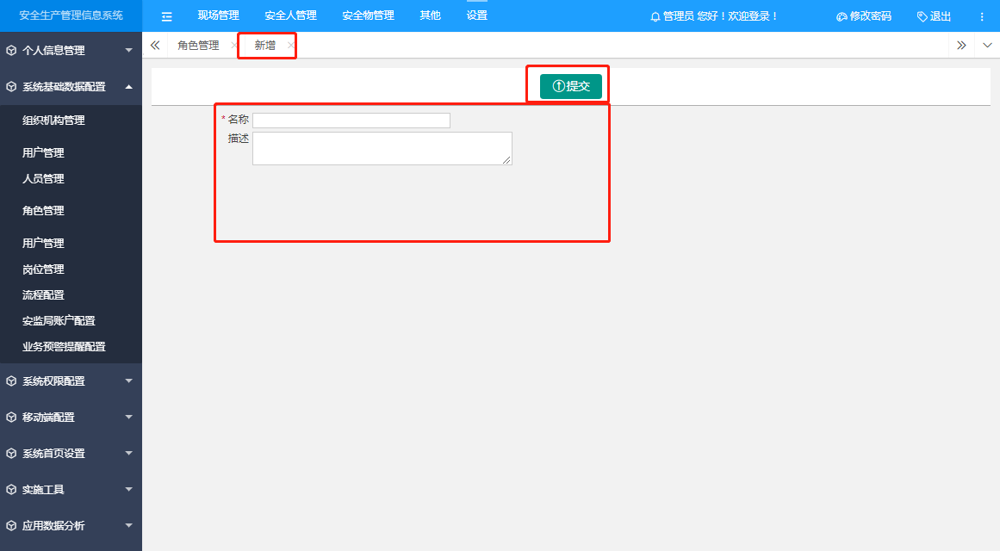 安全生产管理信息系统
现场管理 安全人管理 安全物管理 其他 设置 管理员 您好！欢迎登录！ 修改密码 退出
个人信息管理
系统基础数据配置
组织机构管理
用户管理
人员管理
角色管理
用户管理
岗位管理
流程配置
安监局账户配置
业务预警提醒配置
系统权限配置
移动端配置
系统首页设置
实施工具
应用数据分析
角色管理 新增
提交
* 名称
描述